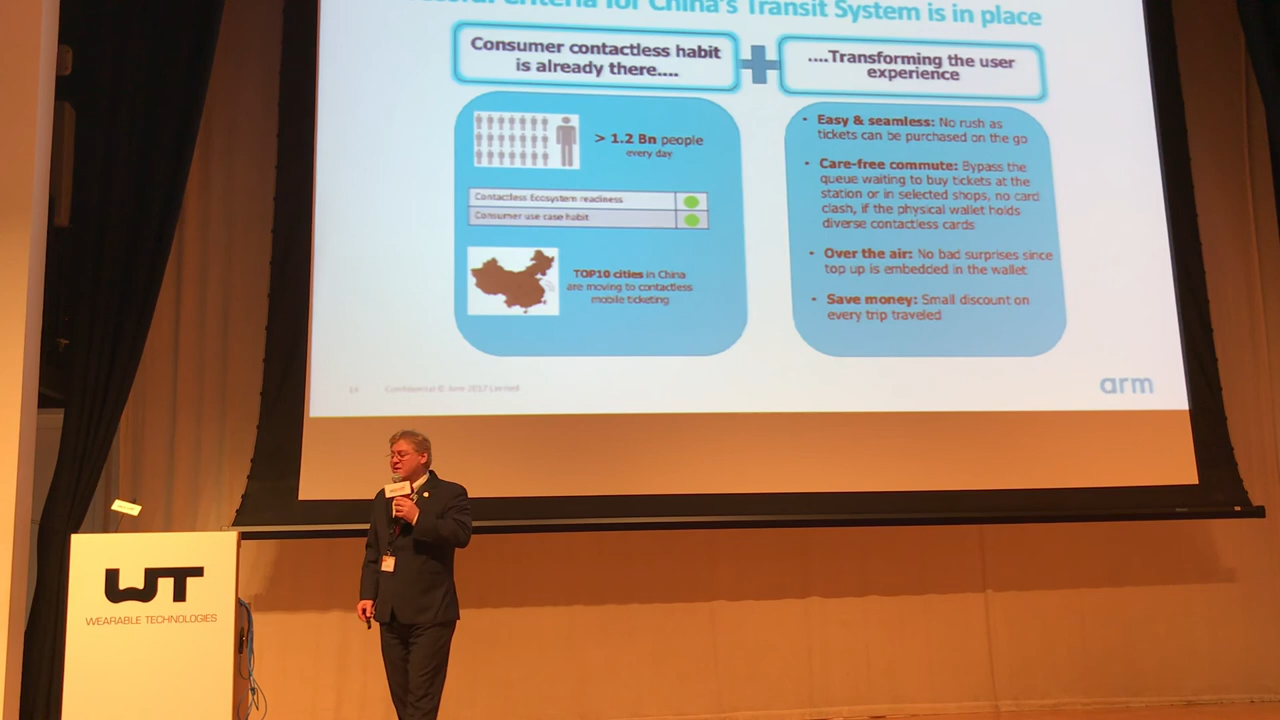 Criteria for China's Transit System is in place
Consumer contactless habit
is already there....
....Transforming the user
experience
> 1.2 Bn people
every day
Contactless Ecosystem readiness
Consumer use case habit
TOP10 cities in China
are moving to contactless
mobile ticketing
• Easy & seamless: No rush as
tickets can be purchased on the go
• Care-free commute: Bypass the
queue waiting to buy tickets at the
station or in selected shops, no card
clash, if the physical wallet holds
diverse contactless cards
• Over the air: No bad surprises since
top up is embedded in the wallet
• Save money: Small discount on
every trip traveled
14 Confidential © June 2017
arm
WT
WEARABLE TECHNOLOGIES